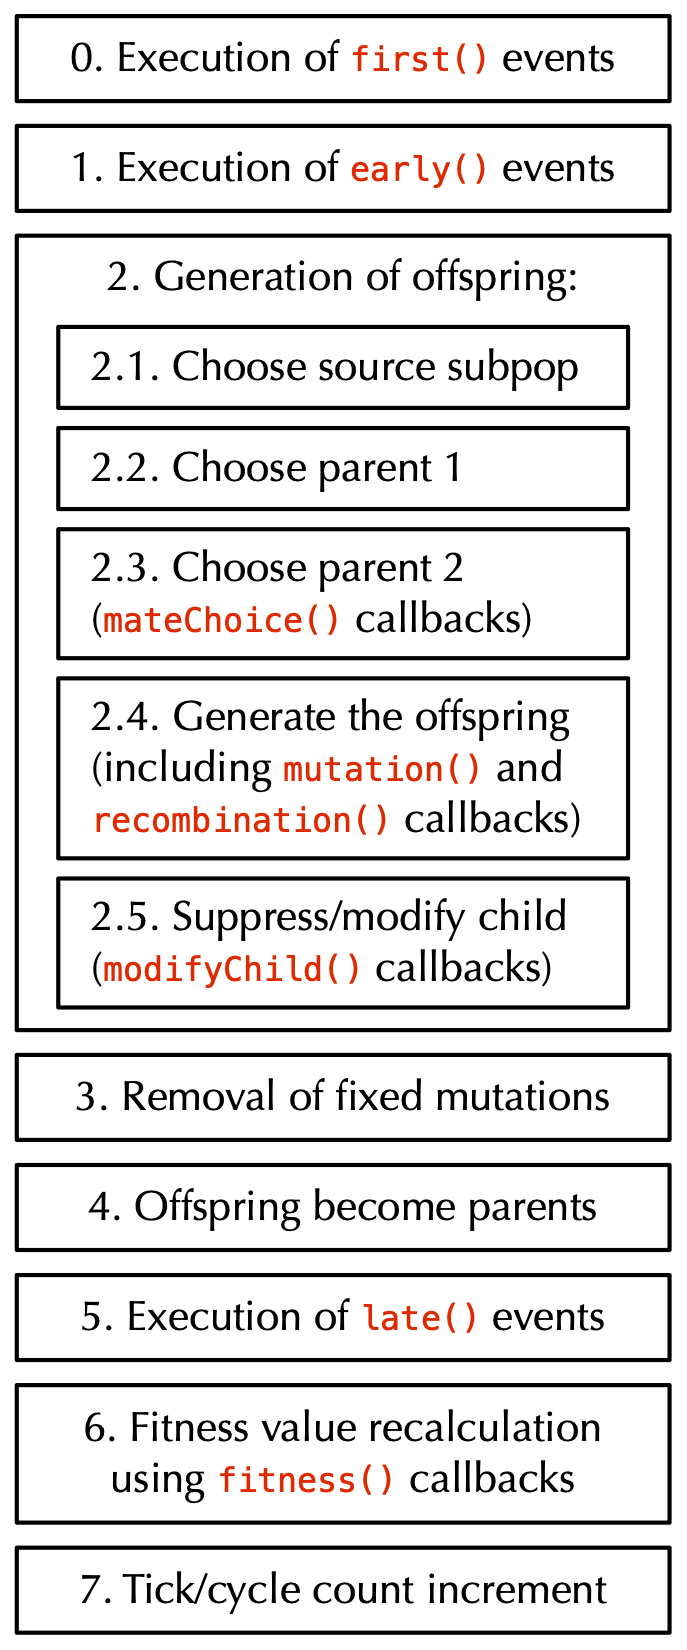 0. Execution of first() events
1. Execution of early() events
2. Generation of offspring:
2.1. Choose source subpop
2.2. Choose parent 1
2.3. Choose parent 2
(mateChoice() callbacks)
2.4. Generate the offspring
(including mutation() and
recombination() callbacks)
2.5. Suppress/modify child
(modifyChild() callbacks)
3. Removal of fixed mutations
4. Offspring become parents
5. Execution of late() events
6. Fitness value recalculation
using fitness() callbacks
7. Tick/cycle count increment